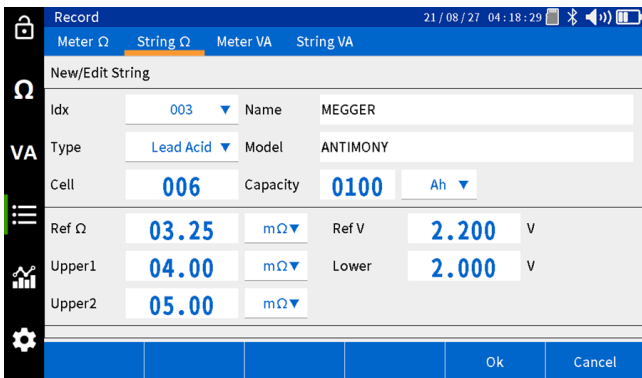 Record 21/08/27 04:18:29
Meter Ω String Ω Meter VA String VA
New/Edit String
Ω
Idx 003 ▼ Name MEGGER
VA
Type Lead Acid ▼ Model ANTIMONY
Cell 006 Capacity 0100 Ah ▼
Ref Ω 03.25 mΩ▼ Ref V 2.200 V
Upper1 04.00 mΩ▼ Lower 2.000 V
Upper2 05.00 mΩ▼
Ok Cancel